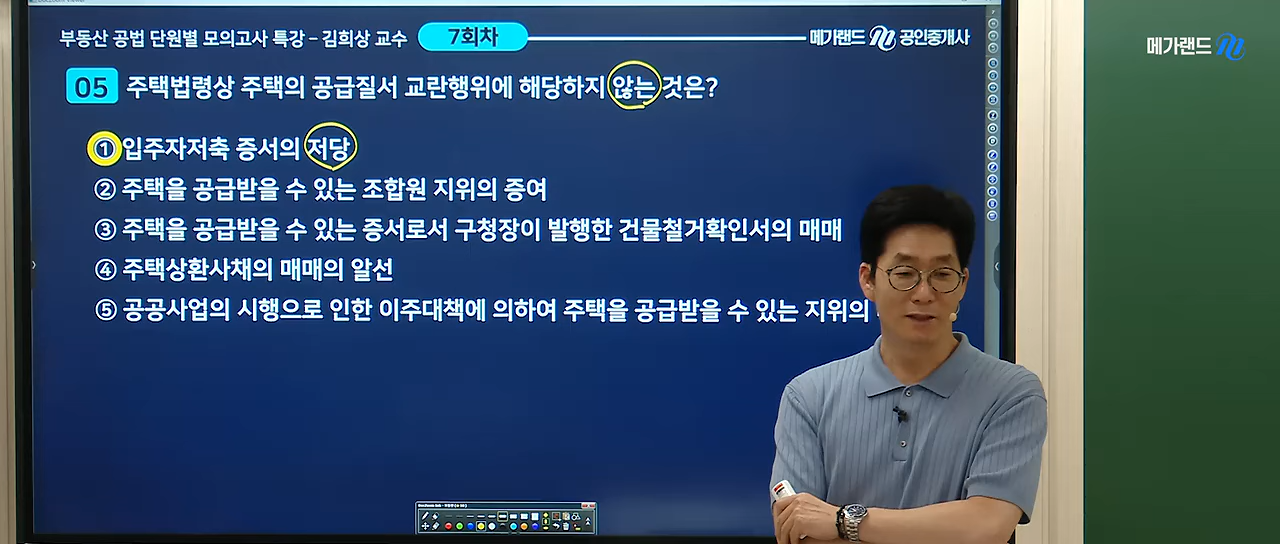 부동산 공법 단원별 모의고사 특강 – 김희상 교수 7회차 메가랜드 공인중개사
메가랜드
05 주택법령상 주택의 공급질서 교란행위에 해당하지 않는 것은?
① 입주자저축 증서의 저당
② 주택을 공급받을 수 있는 조합원 지위의 증여
③ 주택을 공급받을 수 있는 증서로서 구청장이 발행한 건물철거확인서의 매매
④ 주택상환사채의 매매의 알선
⑤ 공공사업의 시행으로 인한 이주대책에 의하여 주택을 공급받을 수 있는 지위의